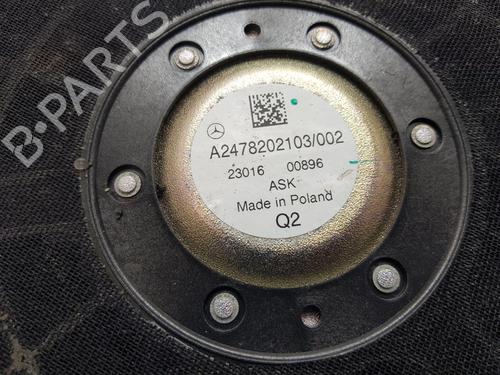 B-PARTS
A2478202103/002
23016 00896
ASK
Made in Poland
Q2